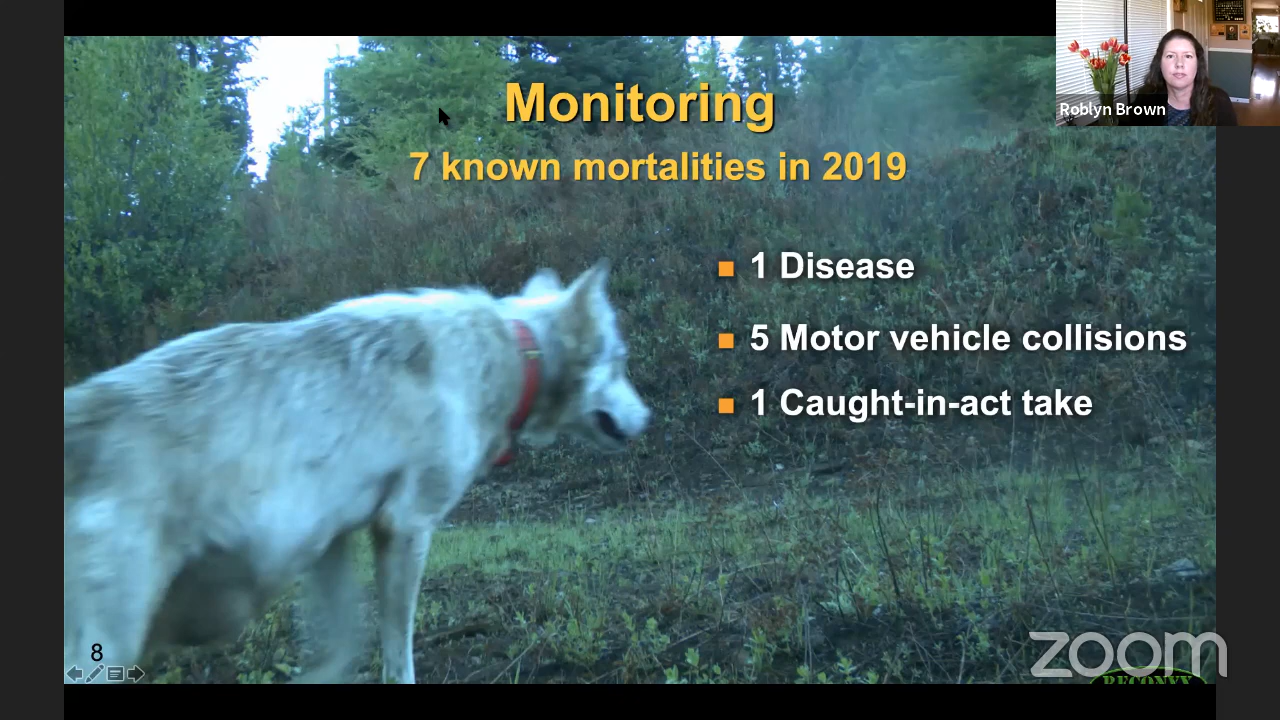 Monitoring
7 known mortalities in 2019
Roblyn Brown
■ 1 Disease
■ 5 Motor vehicle collisions
■ 1 Caught-in-act take
8
zoom
RECONYX